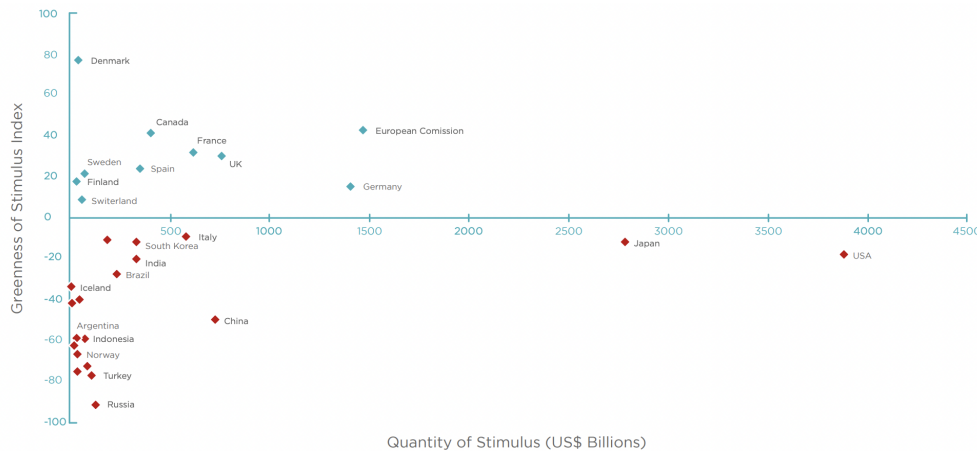 Greenness of Stimulus Index
100
80
60
40
20
0
-20
-40
-60
-80
-100
Denmark
Canada
European Comission
France
UK
Sweden
Spain
Finland
Germany
Switerland
500
1000
1500
2000
2500
3000
3500
4000
4500
Italy
South Korea
Japan
USA
India
Brazil
Iceland
China
Argentina
Indonesia
Norway
Turkey
Russia
Quantity of Stimulus (US$ Billions)